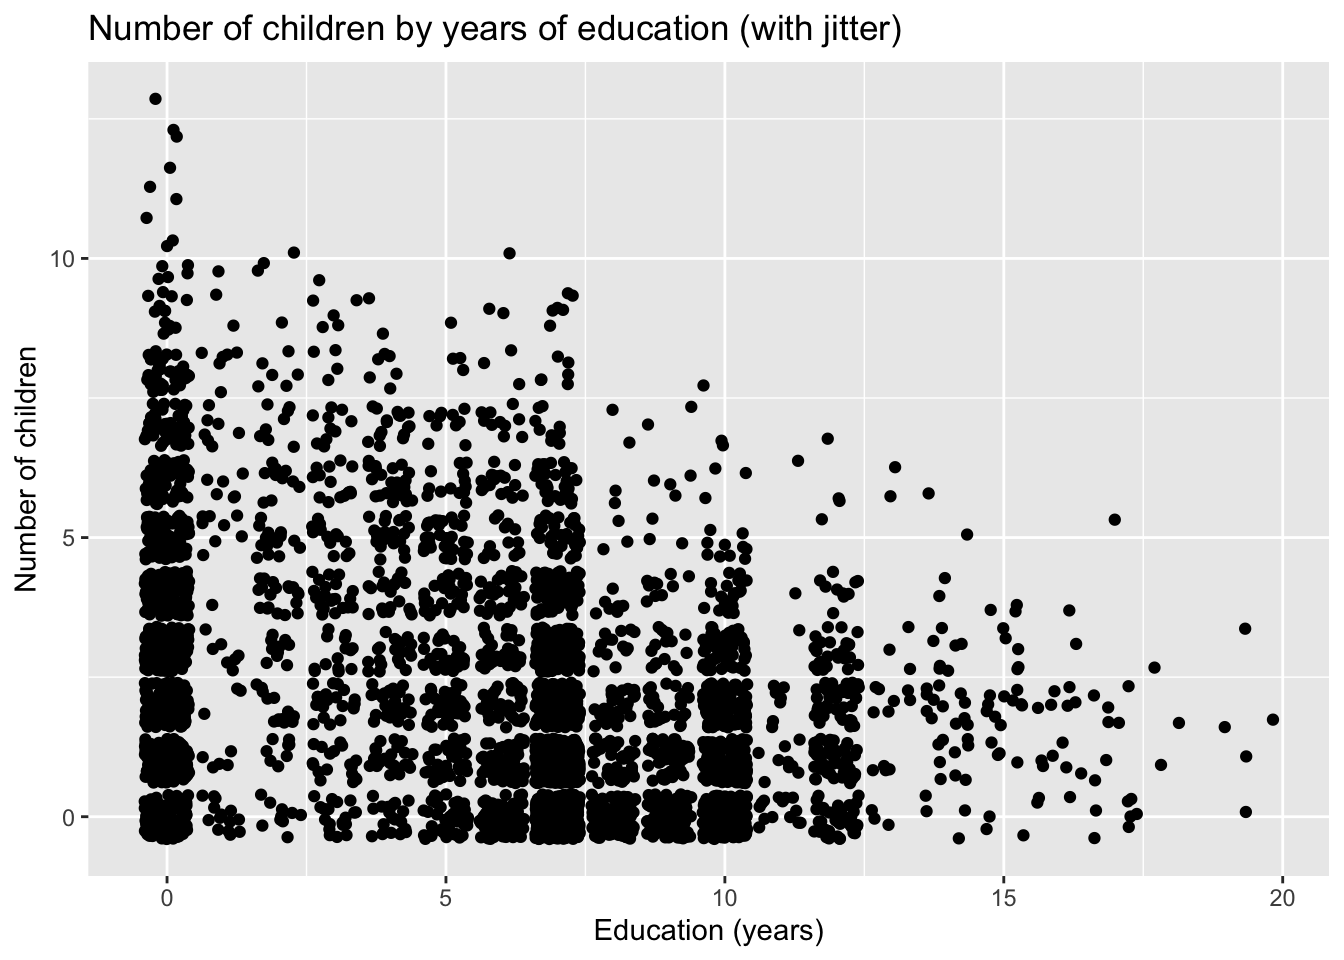 Number of children by years of education (with jitter)
Number of children
10
5
0
0 5 10 15 20
Education (years)